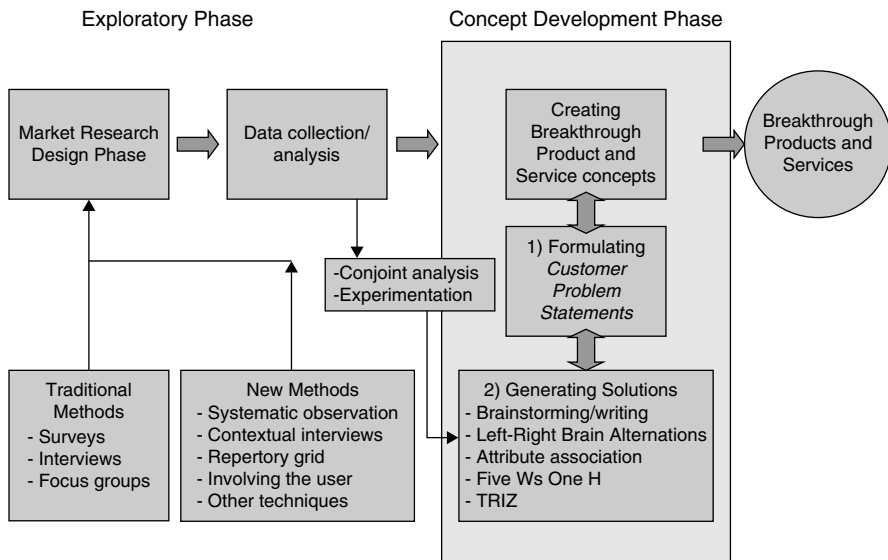 Exploratory Phase
Concept Development Phase
Market Research
Design Phase
Data collection/
analysis
Creating
Breakthrough
Product and
Service concepts
Breakthrough
Products and
Services
-Conjoint analysis
-Experimentation
1) Formulating
Customer
Problem
Statements
Traditional
Methods
- Surveys
- Interviews
- Focus groups
New Methods
- Systematic observation
- Contextual interviews
- Repertory grid
- Involving the user
- Other techniques
2) Generating Solutions
- Brainstorming/writing
- Left-Right Brain Alternations
- Attribute association
- Five Ws One H
- TRIZ